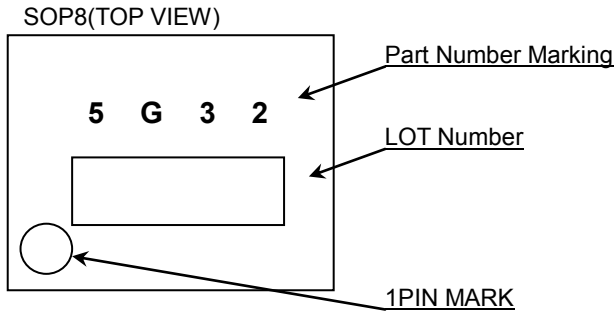 SOP8(TOP VIEW)
Part Number Marking
5 G 3 2
LOT Number
1PIN MARK